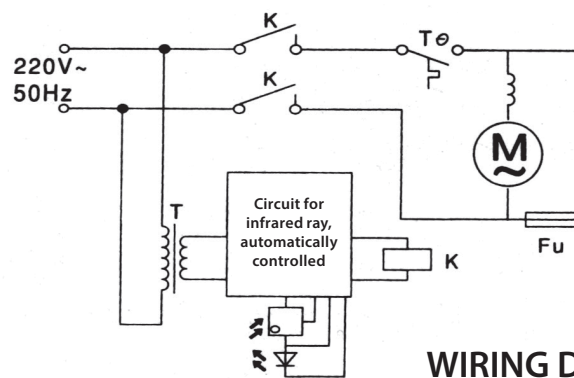 K
Tθ
220V~
50Hz
K
M
~
T
Circuit for
infrared ray,
automatically
controlled
K
Fu
WIRING D